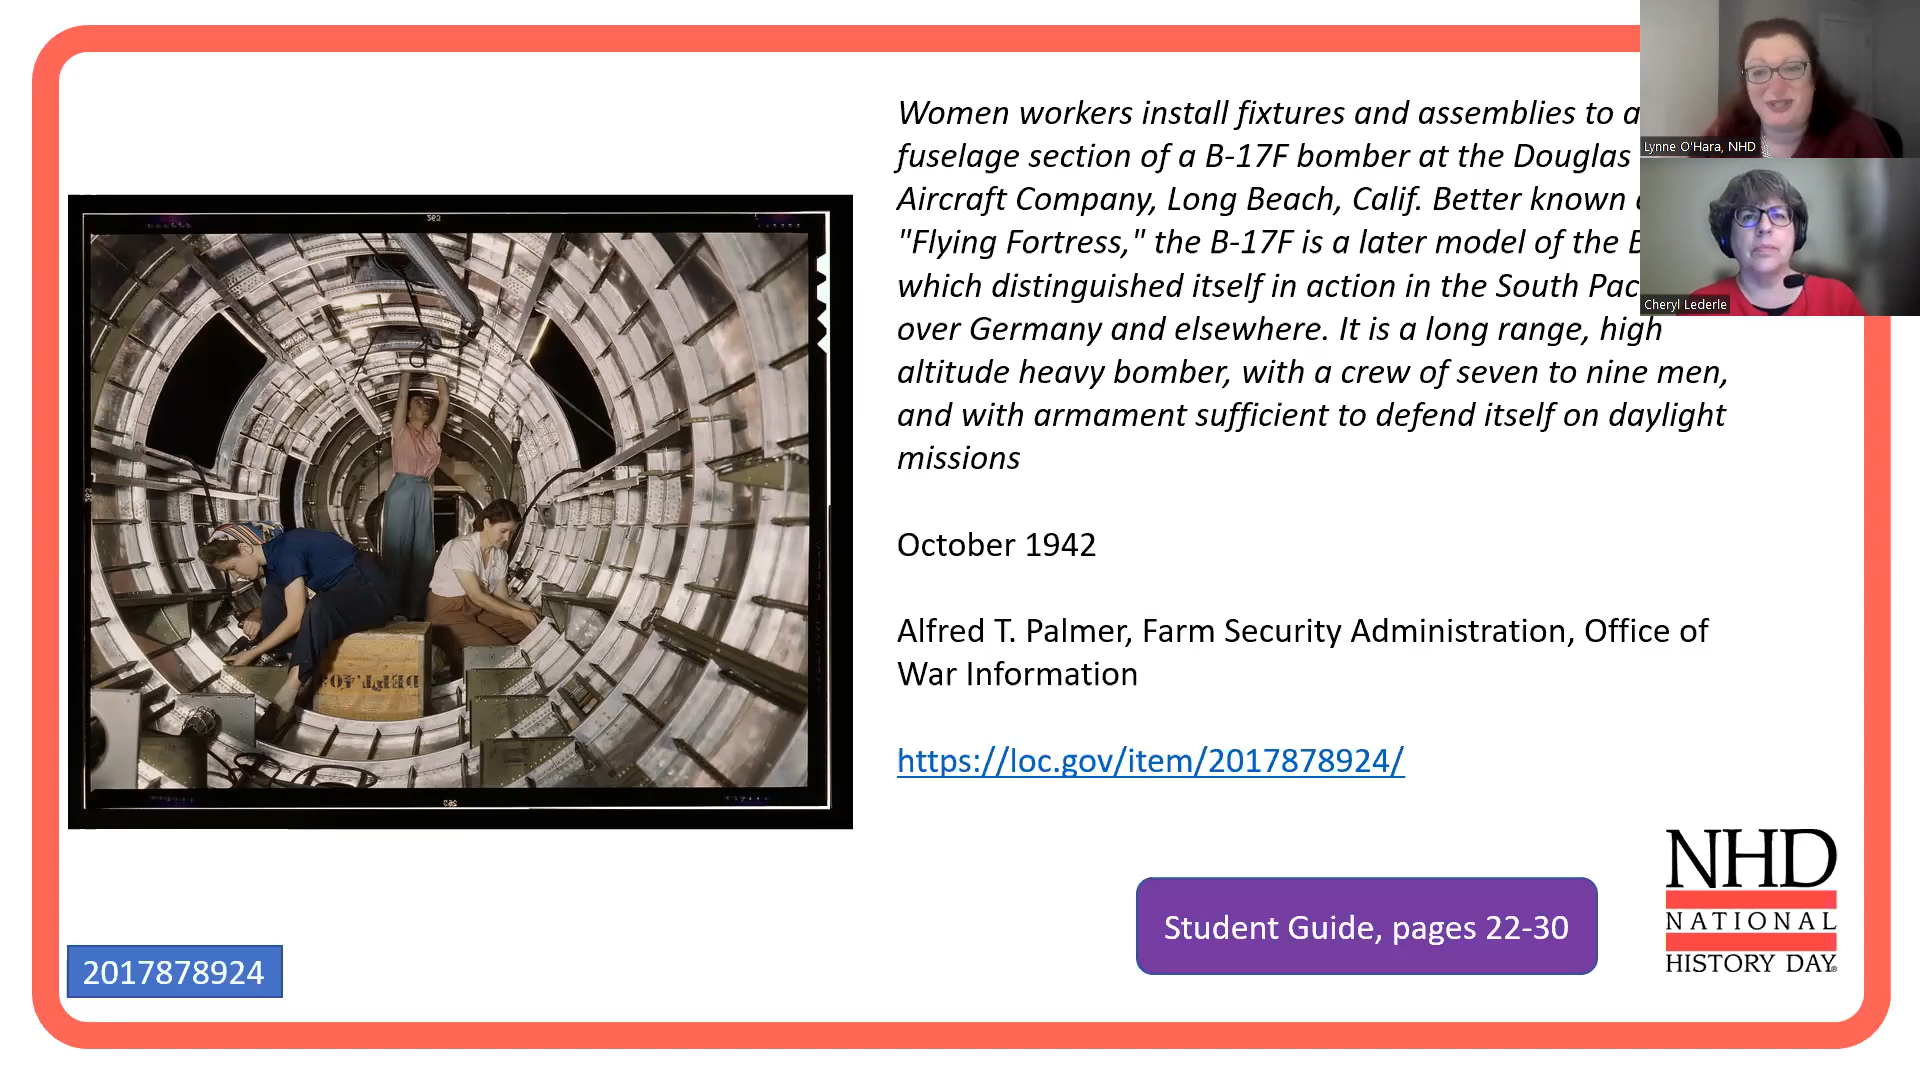 Women workers install fixtures and assemblies to a
fuselage section of a B-17F bomber at the Douglas
Aircraft Company, Long Beach, Calif. Better known
"Flying Fortress," the B-17F is a later model of the
which distinguished itself in action in the South
over Germany and elsewhere. It is a long range, high
altitude heavy bomber, with a crew of seven to nine men,
and with armament sufficient to defend itself on daylight
missions
October 1942
Alfred T. Palmer, Farm Security Administration, Office of
War Information
https://loc.gov/item/2017878924/
Student Guide, pages 22-30
2017878924
NHD
NATIONAL
HISTORY DAY
Lynne O'Hara, NHD
Cheryl Lederle